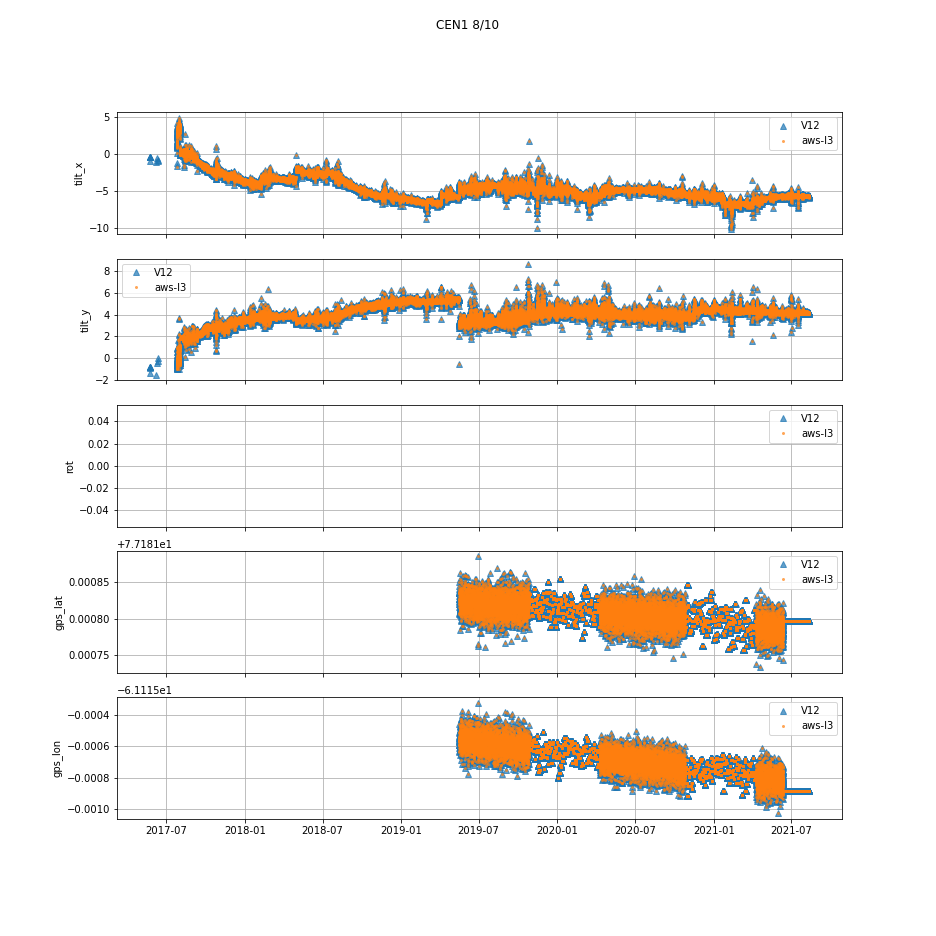 CEN1 8/10
5
0
−5
−10
tilt_x
V12
aws-l3
8
6
4
2
0
−2
tilt_y
V12
aws-l3
0.04
0.02
0.00
−0.02
−0.04
rot
V12
aws-l3
+7.7181e1
0.00085
0.00080
0.00075
gps_lat
V12
aws-l3
−6.1115e1
−0.0004
−0.0006
−0.0008
−0.0010
gps_lon
V12
aws-l3
2017-07 2018-01 2018-07 2019-01 2019-07 2020-01 2020-07 2021-01 2021-07